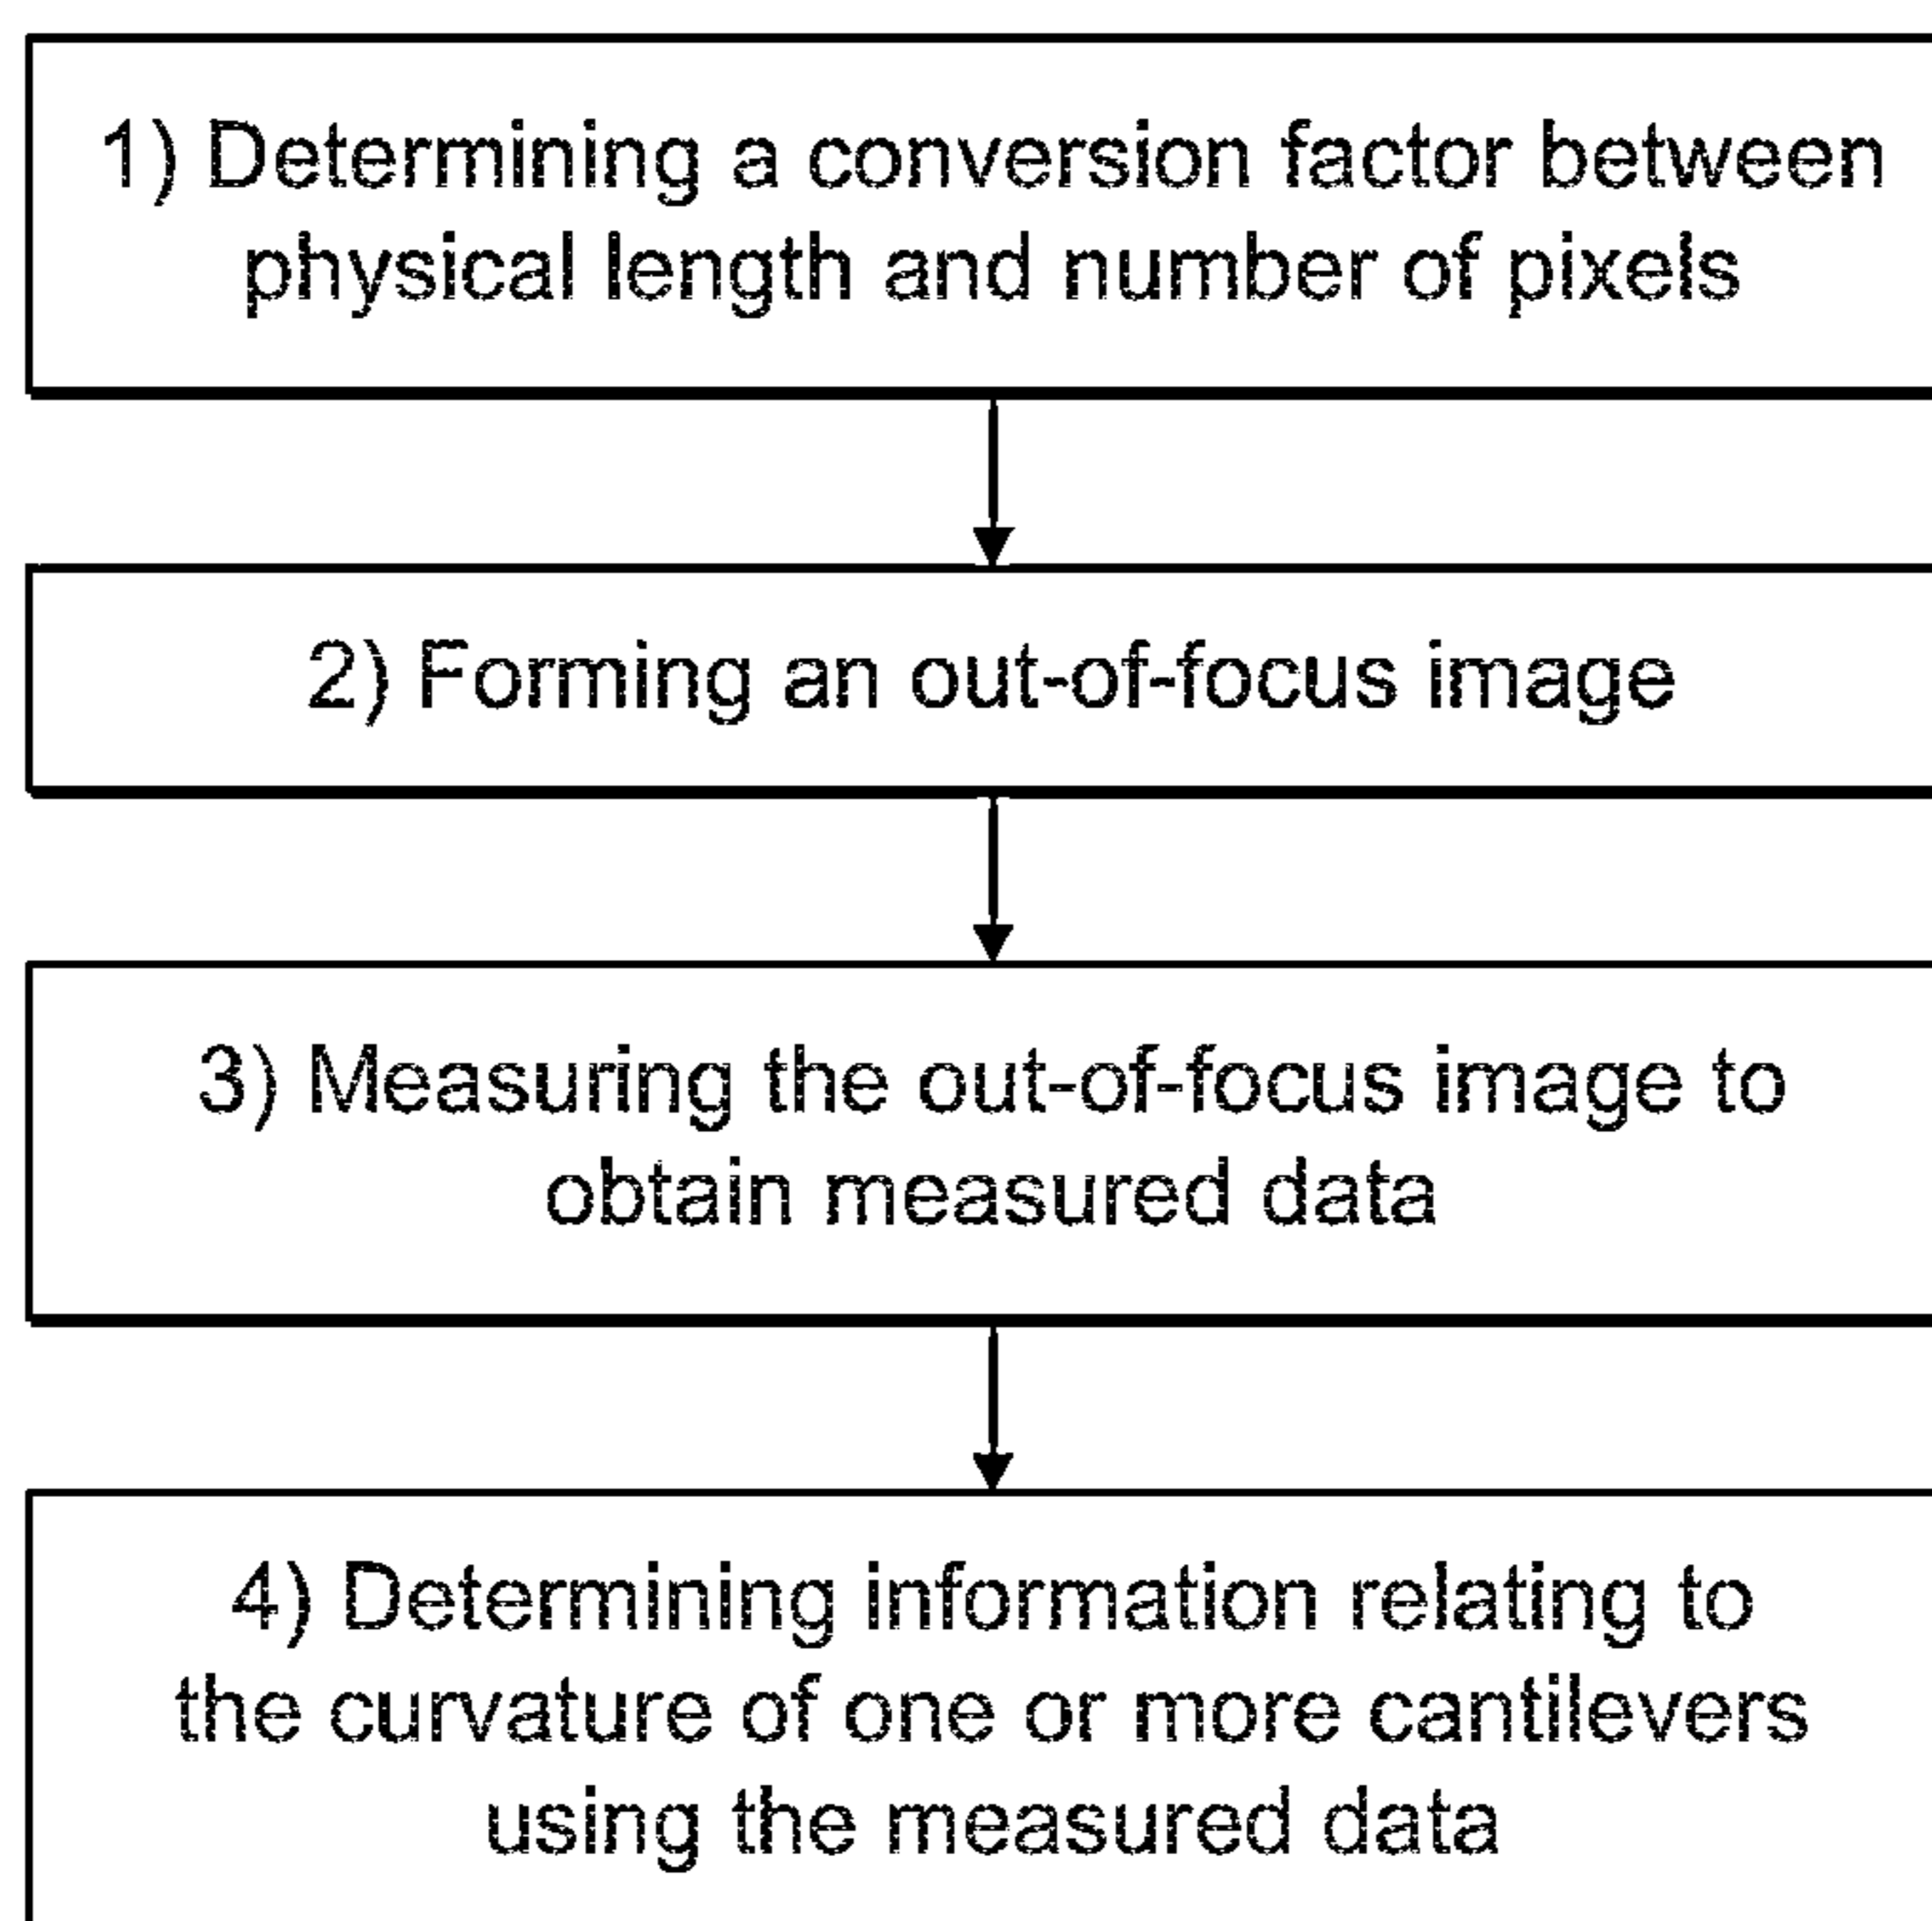 1) Determining a conversion factor between
physical length and number of pixels
2) Forming an out-of-focus image
3) Measuring the out-of-focus image to
obtain measured data
4) Determining information relating to
the curvature of one or more cantilevers
using the measured data